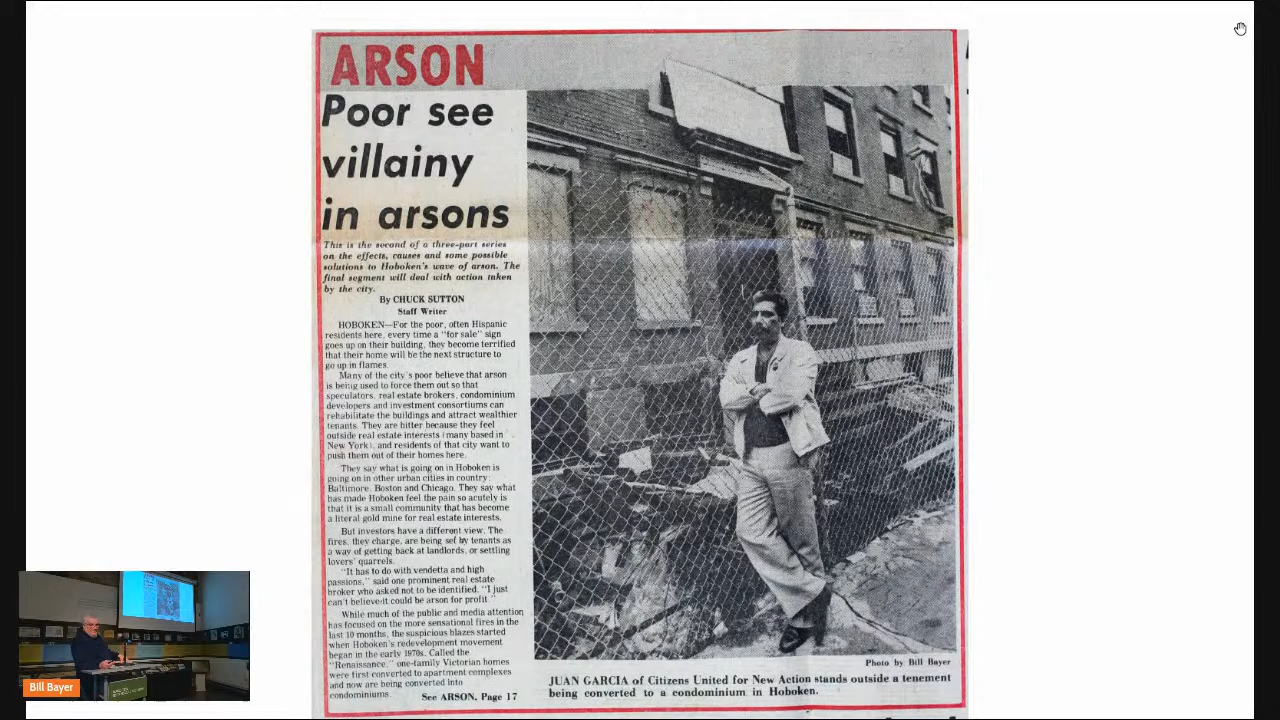 ARSON
Poor see
villainy
in arsons
This is the second of a three-part series
on the effects, causes and some possible
solutions to Hoboken's wave of arson. The
final segment will deal with action taken
by the city.
By CHUCK SUTTON
Staff Writer
HOBOKEN—For the poor, often Hispanic
residents here, every time a "for sale" sign
goes up on their building, they become terrified
that their home will be the next structure to
go up in flames.
Many of the city's poor believe that arson
is being used to force them out so that
speculators, real estate brokers, condominium
developers and investment consortiums can
rehabilitate the buildings and attract wealthier
tenants. They are bitter because they feel
outside real estate interests (many based in
New York), and residents of that city want to
push them out of their homes here.
They say what is going on in Hoboken is
going on in other urban cities in country:
Baltimore, Boston and Chicago. They say what
has made Hoboken feel the pain so acutely is
that it is a small community that has become
a literal gold mine for real estate interests.
But investors have a different view. The
fires, they charge, are being set by tenants as
a way of getting back at landlords, or settling
lovers' quarrels.
"It has to do with vendetta and high
passions," said one prominent real estate
broker who asked not to be identified. "I just
can't believe it could be arson for profit."
While much of the public and media attention
has focused on the more sensational fires in the
last 10 months, the suspicious blazes started
when Hoboken's redevelopment movement
began in the early 1970s. Called the
"Renaissance," one-family Victorian homes
were first converted to apartment complexes
and now are being converted into
condominiums.
See ARSON, Page 17
Photo by Bill Bayer
JUAN GARCIA of Citizens United for New Action stands outside a tenement
being converted to a condominium in Hoboken.
Bill Bayer